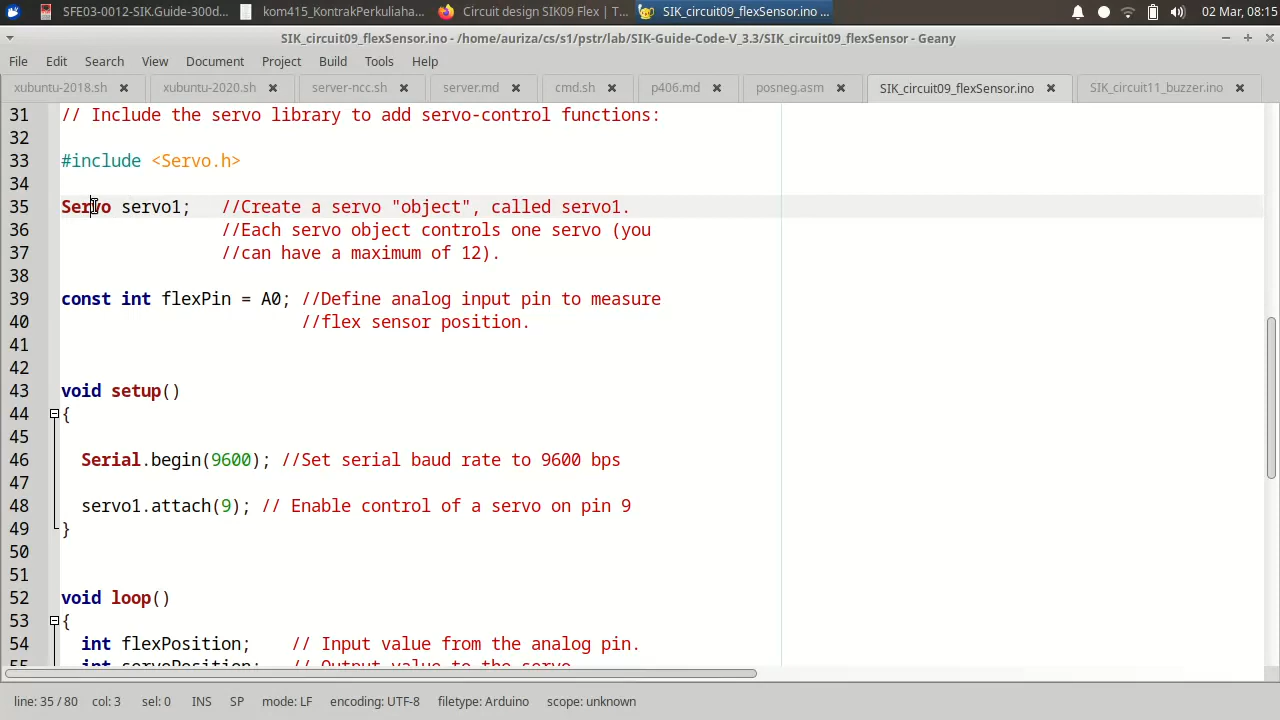 SFE03-0012-SIK.Guide-300d...
kom415_KontrakPerkuliaha...
Circuit design SIK09 Flex | T...
SIK_circuit09_flexSensor.ino ...
02 Mar, 08:15
SIK_circuit09_flexSensor.ino - /home/auriza/cs/s1/pstr/lab/SIK-Guide-Code-V_3.3/SIK_circuit09_flexSensor - Geany
File Edit Search View Document Project Build Tools Help
xubuntu-2018.sh xubuntu-2020.sh server-ncc.sh server.md cmd.sh p406.md posneg.asm SIK_circuit09_flexSensor.ino SIK_circuit11_buzzer.ino
31 // Include the servo library to add servo-control functions:
32
33 #include <Servo.h>
34
35 Servo servo1;   //Create a servo "object", called servo1.
36                 //Each servo object controls one servo (you
37                 //can have a maximum of 12).
38
39 const int flexPin = A0; //Define analog input pin to measure
40                         //flex sensor position.
41
42
43 void setup()
44 {
45
46   Serial.begin(9600); //Set serial baud rate to 9600 bps
47
48   servo1.attach(9); // Enable control of a servo on pin 9
49 }
50
51
52 void loop()
53 {
54   int flexPosition;    // Input value from the analog pin.
55   int servoPosition;   // Output value to the servo
line: 35 / 80 col: 3 sel: 0 INS SP mode: LF encoding: UTF-8 filetype: Arduino scope: unknown